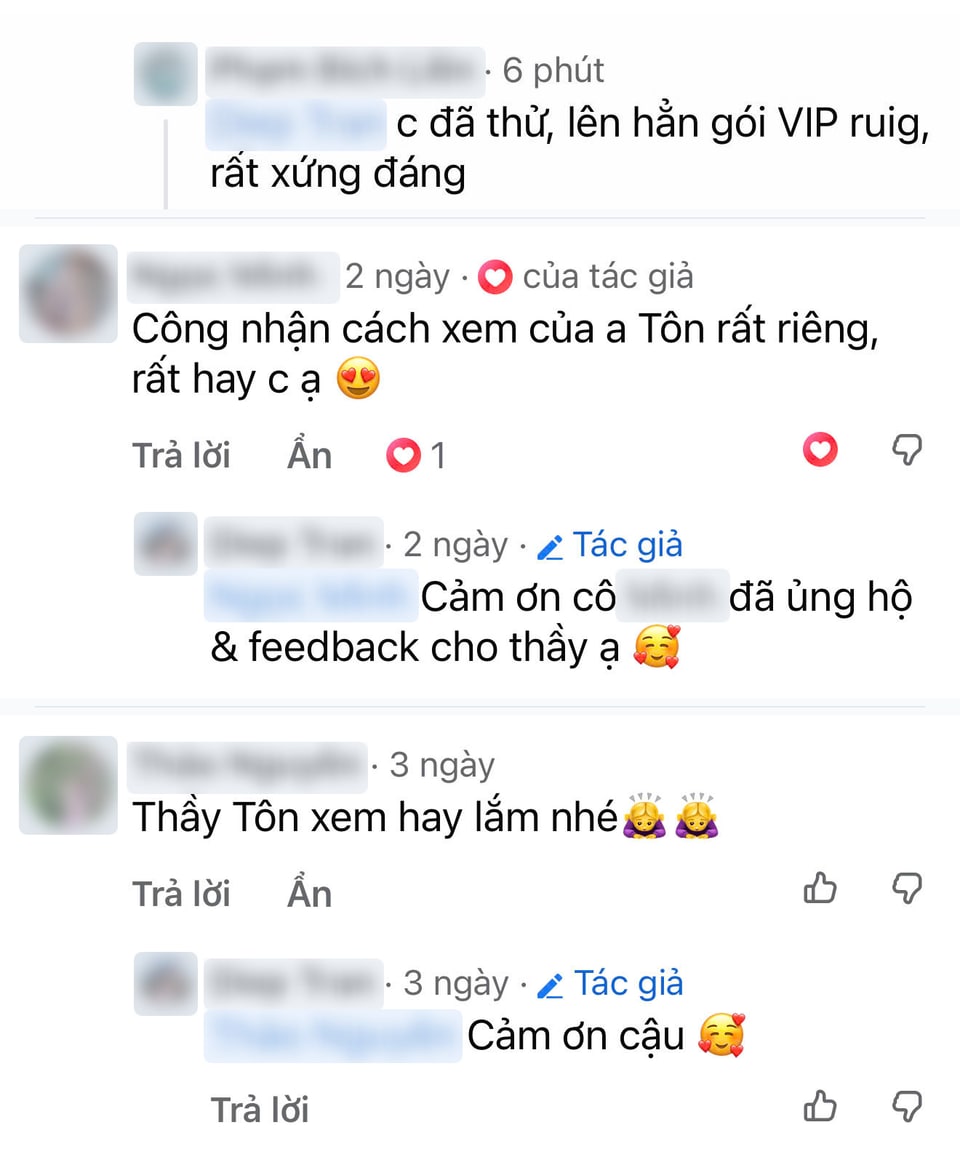 · 6 phút
c đã thử, lên hẳn gói VIP ruig,
rất xứng đáng
2 ngày · của tác giả
Công nhận cách xem của a Tôn rất riêng,
rất hay c ạ 😍
Trả lời Ẩn 1
· 2 ngày · Tác giả
Cảm ơn cô đã ủng hộ
& feedback cho thầy ạ 🥰
· 3 ngày
Thầy Tôn xem hay lắm nhé🙇‍♀️🙇‍♀️
Trả lời Ẩn
· 3 ngày · Tác giả
Cảm ơn cậu 🥰
Trả lời